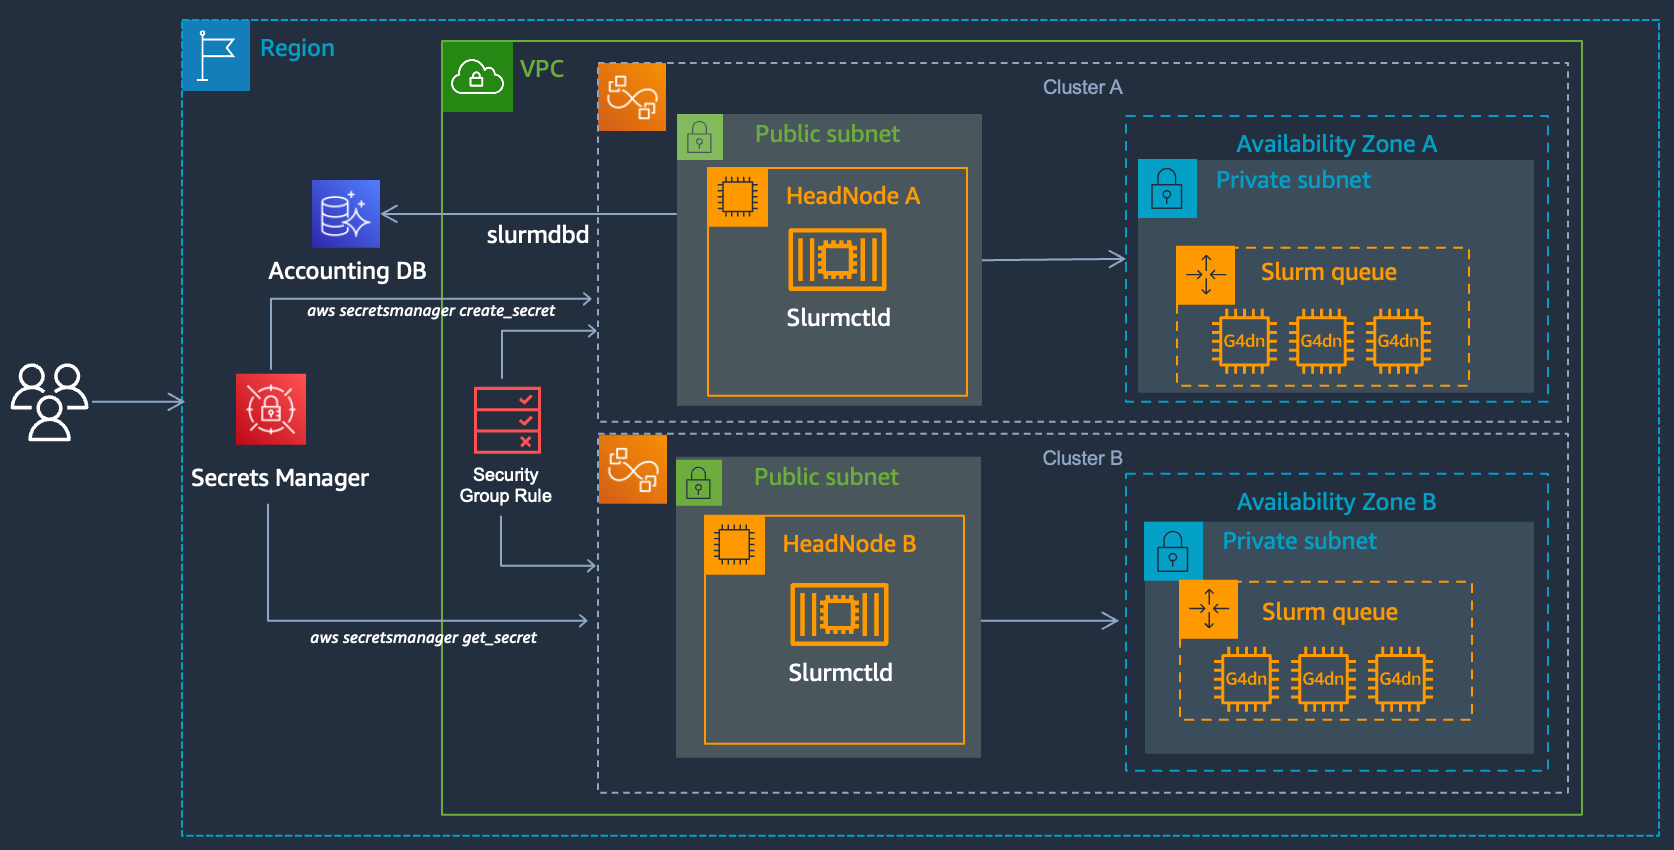 Region
VPC
Cluster A
Public subnet
HeadNode A
Slurmctld
Availability Zone A
Private subnet
Slurm queue
G4dn
G4dn
G4dn
slurmdbd
Accounting DB
aws secretsmanager create_secret
Secrets Manager
Security
Group Rule
aws secretsmanager get_secret
Cluster B
Public subnet
HeadNode B
Slurmctld
Availability Zone B
Private subnet
Slurm queue
G4dn
G4dn
G4dn